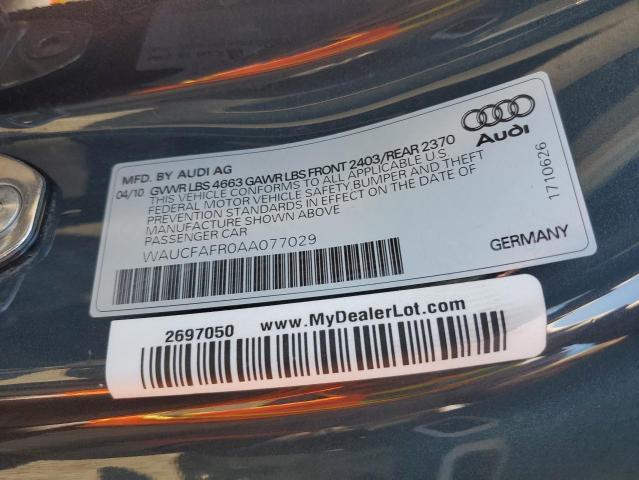 MFD. BY AUDI AG
04/10 GVWR LBS 4663 GAWR LBS FRONT 2403/REAR 2370
THIS VEHICLE CONFORMS TO ALL APPLICABLE U.S.
FEDERAL MOTOR VEHICLE SAFETY,BUMPER AND THEFT
PREVENTION STANDARDS IN EFFECT ON THE DATE OF
MANUFACTURE SHOWN ABOVE
PASSENGER CAR
WAUCFAFR0AA077029
Audi
1710626
GERMANY
2697050 www.MyDealerLot.com